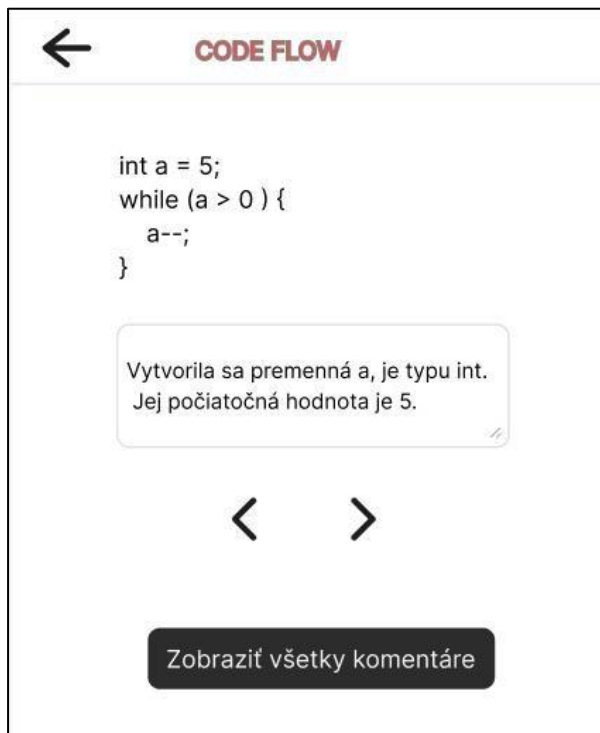 CODE FLOW
int a = 5;
while (a > 0 ) {
a--;
}
Vytvorila sa premenná a, je typu int.
Jej počiatočná hodnota je 5.
Zobraziť všetky komentáre